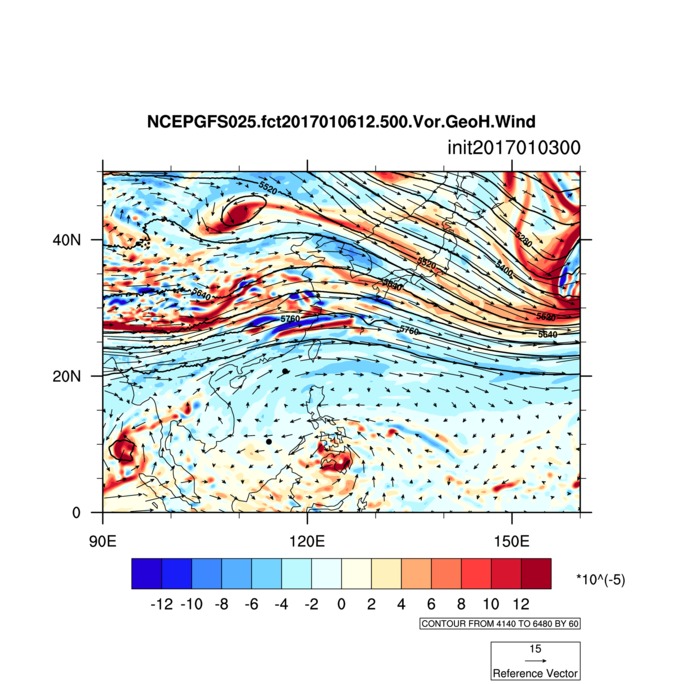 NCEPGFS025.fct2017010612.500.Vor.GeoH.Wind
init2017010300
5520
5280
5400
5520
5640
5760
5760
5640
40N
20N
0
90E 120E 150E
-12 -10 -8 -6 -4 -2 0 2 4 6 8 10 12
*10^(-5)
CONTOUR FROM 4140 TO 6480 BY 60
15
Reference Vector